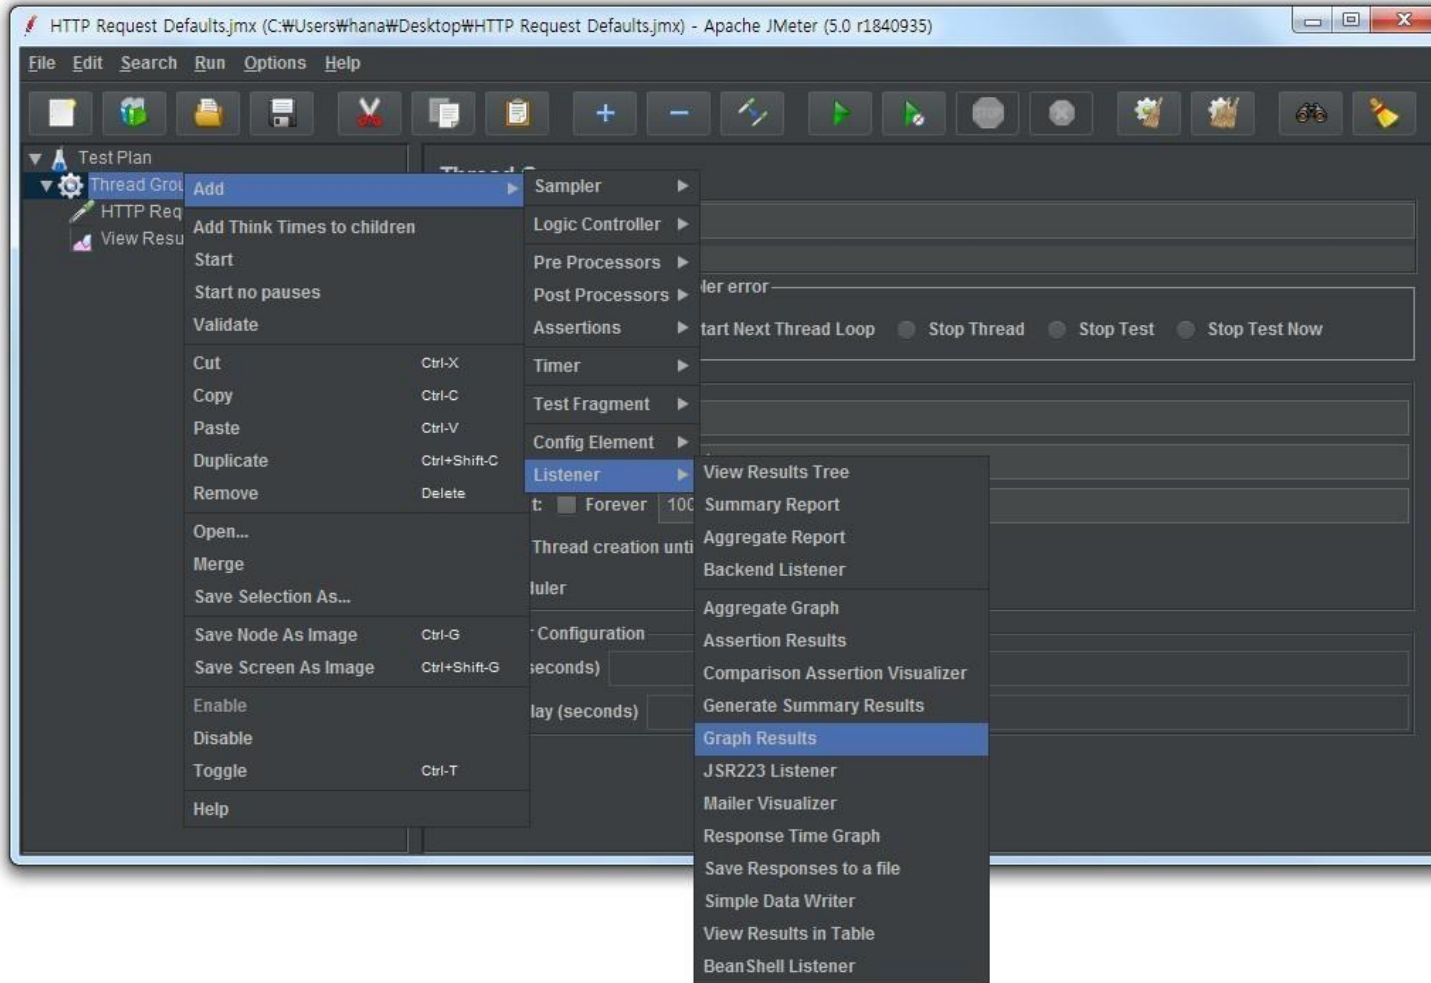 HTTP Request Defaults.jmx (C:₩Users₩hana₩Desktop₩HTTP Request Defaults.jmx) - Apache JMeter (5.0 r1840935)
File Edit Search Run Options Help
Test Plan
Thread Grou
HTTP Req
View Resu
Add
Add Think Times to children
Start
Start no pauses
Validate
Cut Ctrl-X
Copy Ctrl-C
Paste Ctrl-V
Duplicate Ctrl+Shift-C
Remove Delete
Open...
Merge
Save Selection As...
Save Node As Image Ctrl-G
Save Screen As Image Ctrl+Shift-G
Enable
Disable
Toggle Ctrl-T
Help
Sampler
Logic Controller
Pre Processors
Post Processors
Assertions
Timer
Test Fragment
Config Element
Listener
View Results Tree
Summary Report
Aggregate Report
Backend Listener
Aggregate Graph
Assertion Results
Comparison Assertion Visualizer
Generate Summary Results
Graph Results
JSR223 Listener
Mailer Visualizer
Response Time Graph
Save Responses to a file
Simple Data Writer
View Results in Table
BeanShell Listener
ler error
tart Next Thread Loop Stop Thread Stop Test Stop Test Now
t: Forever 100
Thread creation unti
duler
r Configuration
seconds)
lay (seconds)